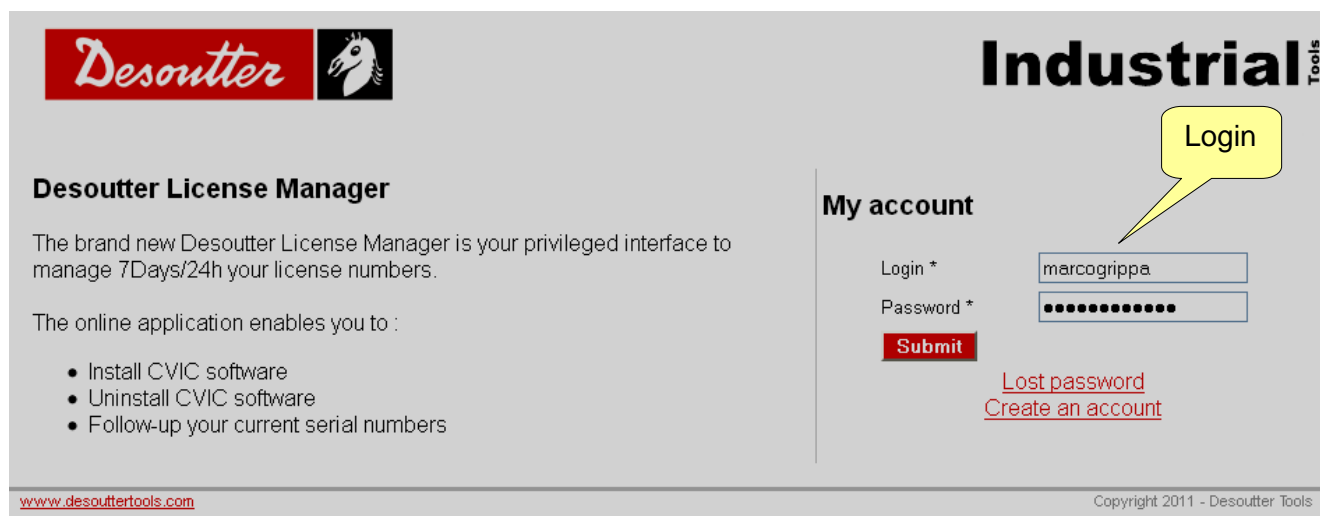 Desoutter
Industrial Tools
Login
Desoutter License Manager
The brand new Desoutter License Manager is your privileged interface to
manage 7Days/24h your license numbers.
The online application enables you to :
• Install CVIC software
• Uninstall CVIC software
• Follow-up your current serial numbers
My account
Login * marcogrippa
Password * ●●●●●●●●●●●●
Submit
Lost password
Create an account
www.desouttertools.com
Copyright 2011 - Desoutter Tools